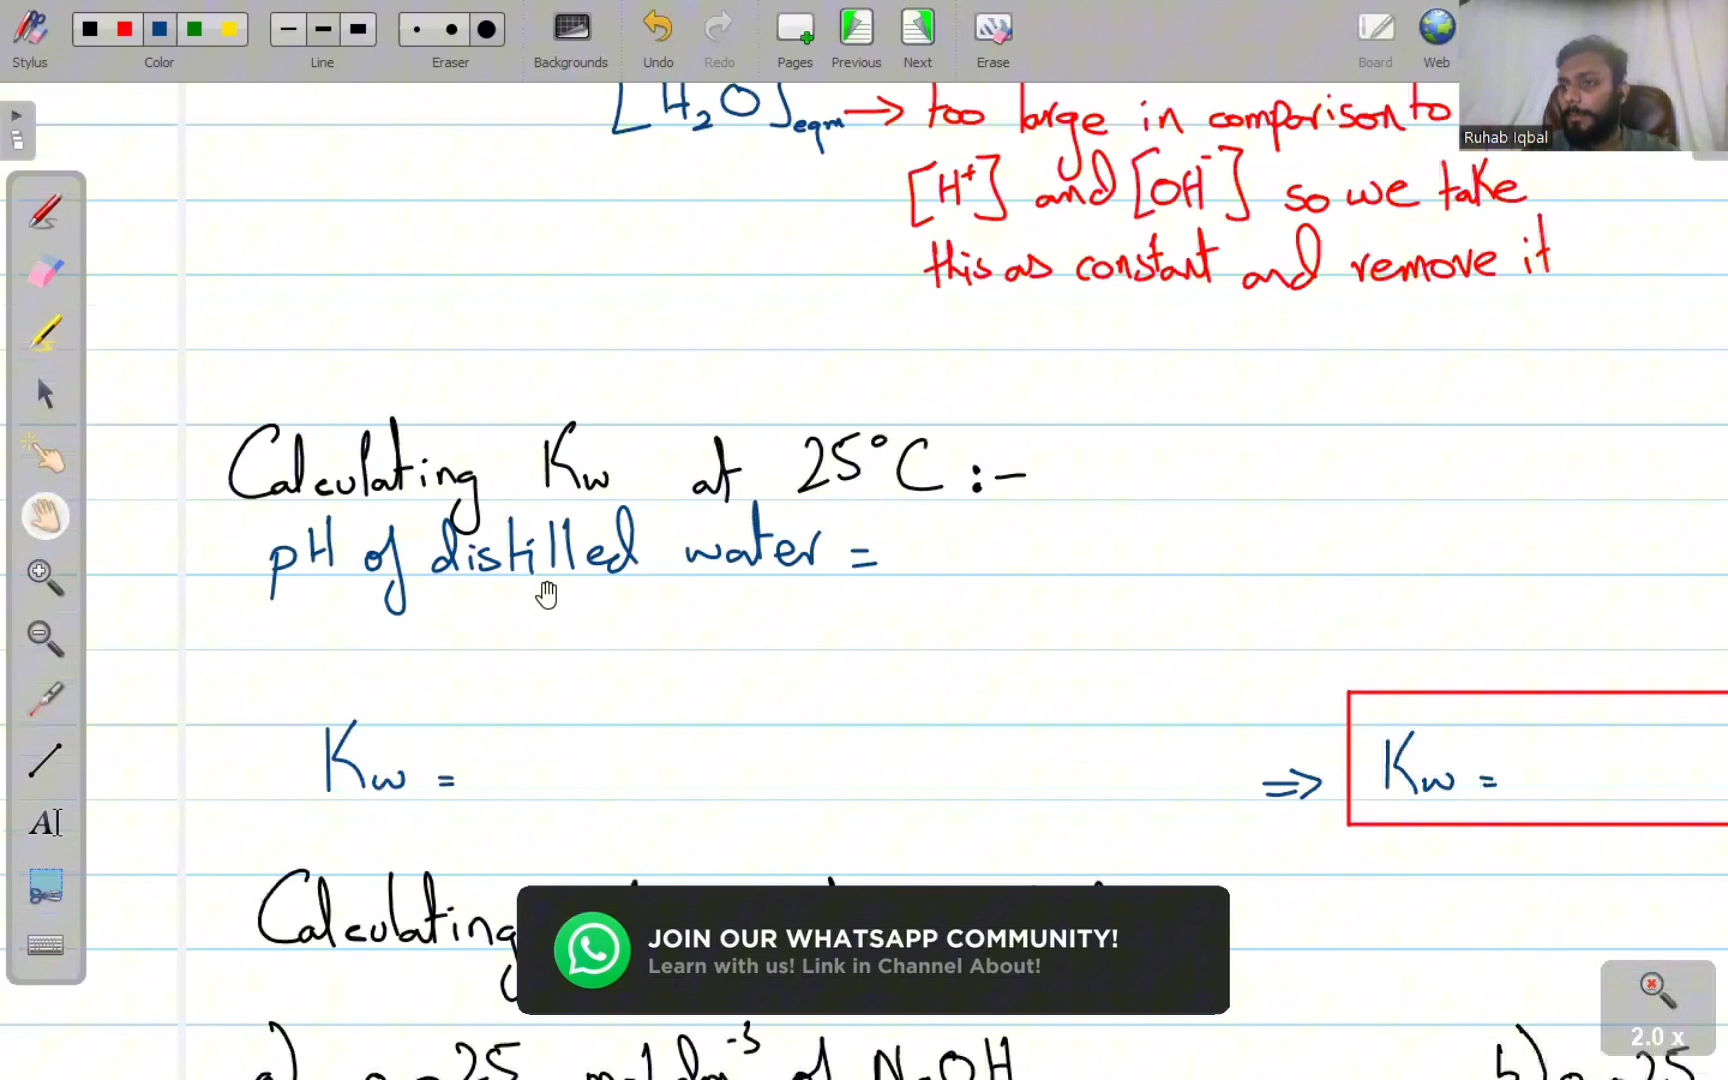 Stylus
Color
Line
Eraser
Backgrounds
Undo
Redo
Pages
Previous
Next
Erase
Board
Web
Ruhab Iqbal
[H₂O]eqm → too large in comparison to
[H⁺] and [OH⁻] so we take
this as constant and remove it
Calculating Kw at 25°C :-
pH of distilled water =
Kw =
⇒ Kw =
Calculating
JOIN OUR WHATSAPP COMMUNITY!
Learn with us! Link in Channel About!
mol dm⁻³ of NaOH
2.0 x